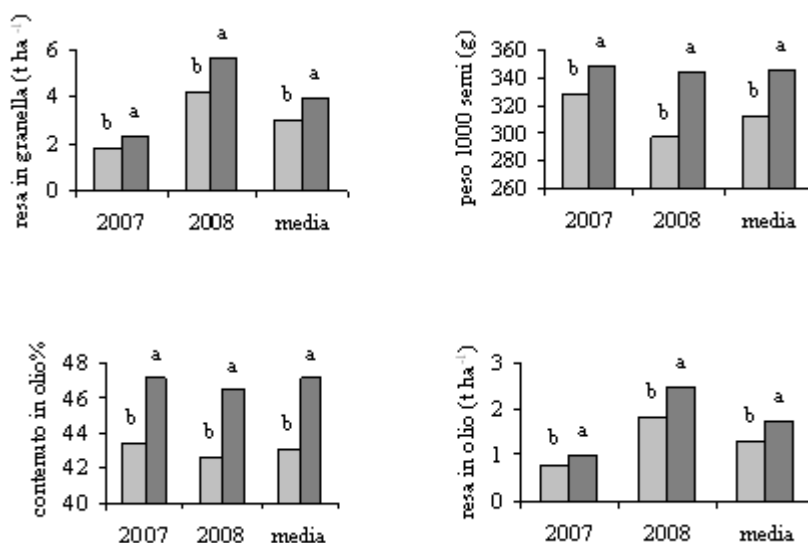 resa in granella (t ha⁻¹)
6
4
2
0
b a
b a
b a
2007 2008 media
peso 1000 semi (g)
360
340
320
300
280
260
b a
b a
b a
2007 2008 media
contenuto in olio%
48
46
44
42
40
b a
b a
b a
2007 2008 media
resa in olio (t ha⁻¹)
3
2
1
0
b a
b a
b a
2007 2008 media